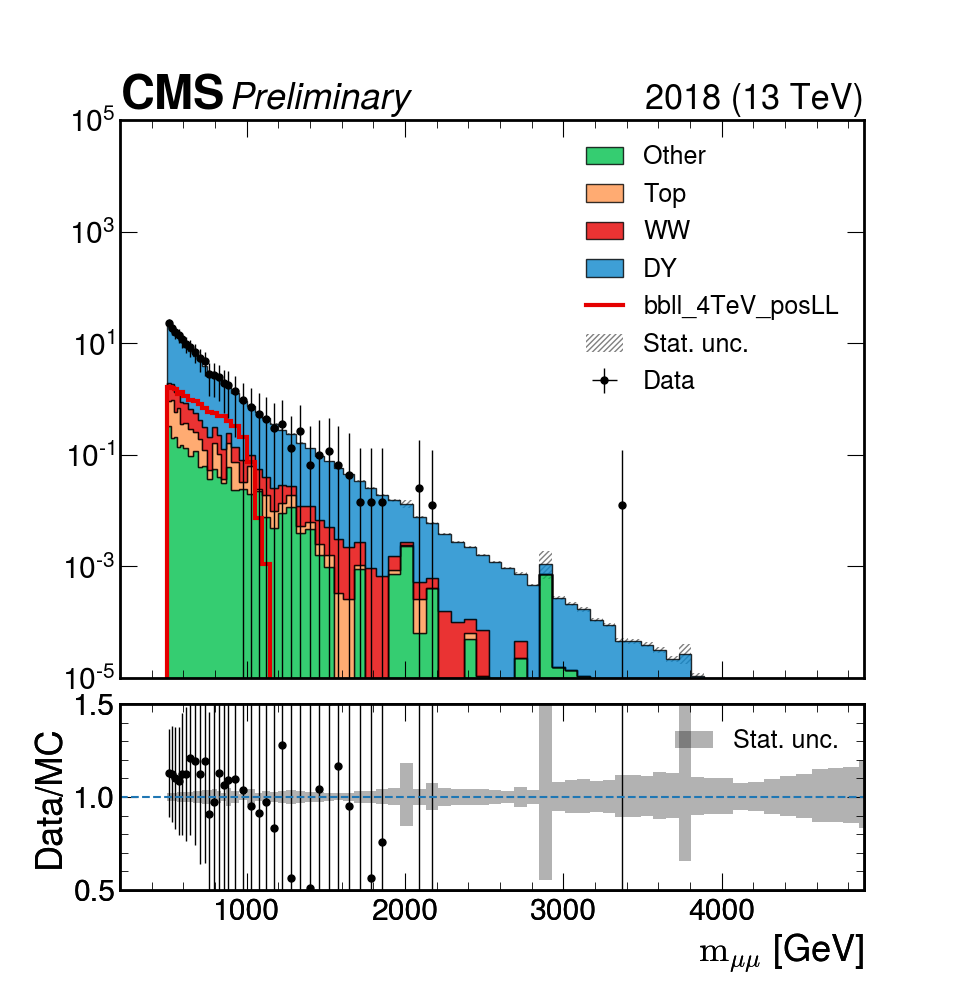 CMS Preliminary 2018 (13 TeV)
10^5
10^3
10^1
10^-1
10^-3
10^-5
Other
Top
WW
DY
bbll_4TeV_posLL
Stat. unc.
Data
1.5
1.0
0.5
Data/MC
Stat. unc.
1000 2000 3000 4000
m_μμ [GeV]